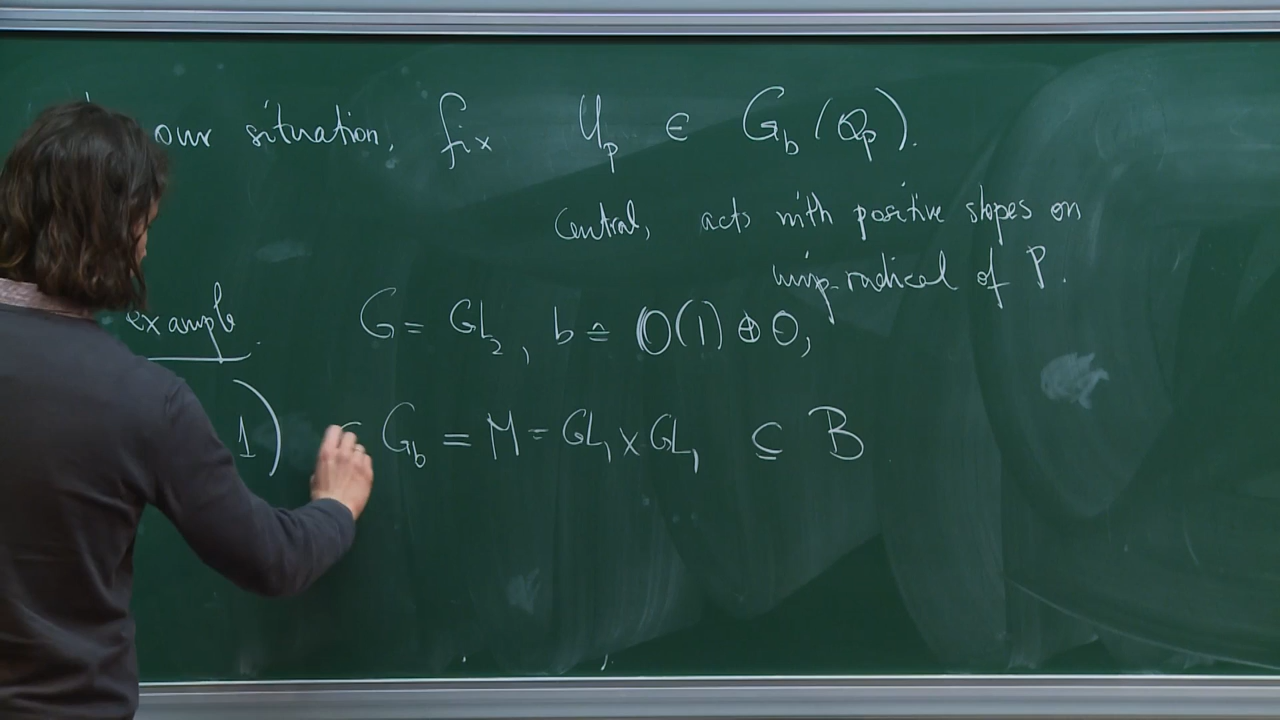 our situation, fix U_p ∈ G_b(Q_p).
central, acts with positive slopes on
unip-radical of P.
example. G = GL_2, b ≙ O(1) ⊕ O,
1) ∈ G_b = M = GL_1 × GL_1 ⊆ B